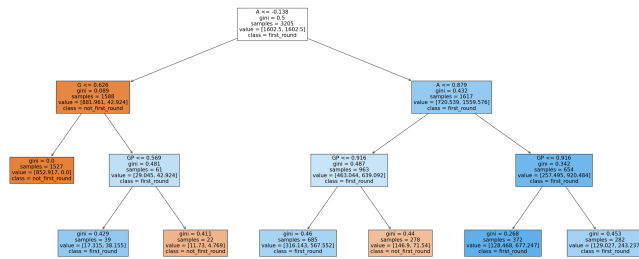 A <= -0.138
gini = 0.5
samples = 3205
value = [1602.5, 1602.5]
class = first_round
G <= 0.626
gini = 0.089
samples = 1588
value = [881.961, 42.924]
class = not_first_round
A <= 0.879
gini = 0.432
samples = 1617
value = [720.539, 1559.576]
class = first_round
gini = 0.0
samples = 1527
value = [852.917, 0.0]
class = not_first_round
GP <= 0.569
gini = 0.481
samples = 61
value = [29.045, 42.924]
class = first_round
GP <= 0.916
gini = 0.487
samples = 963
value = [463.044, 639.092]
class = first_round
GP <= 0.916
gini = 0.342
samples = 654
value = [257.495, 920.484]
class = first_round
gini = 0.429
samples = 39
value = [17.315, 38.155]
class = first_round
gini = 0.411
samples = 22
value = [11.73, 4.769]
class = not_first_round
gini = 0.46
samples = 685
value = [316.143, 567.552]
class = first_round
gini = 0.44
samples = 278
value = [146.9, 71.54]
class = not_first_round
gini = 0.268
samples = 372
value = [128.468, 677.247]
class = first_round
gini = 0.453
samples = 282
value = [129.027, 243.237]
class = first_round